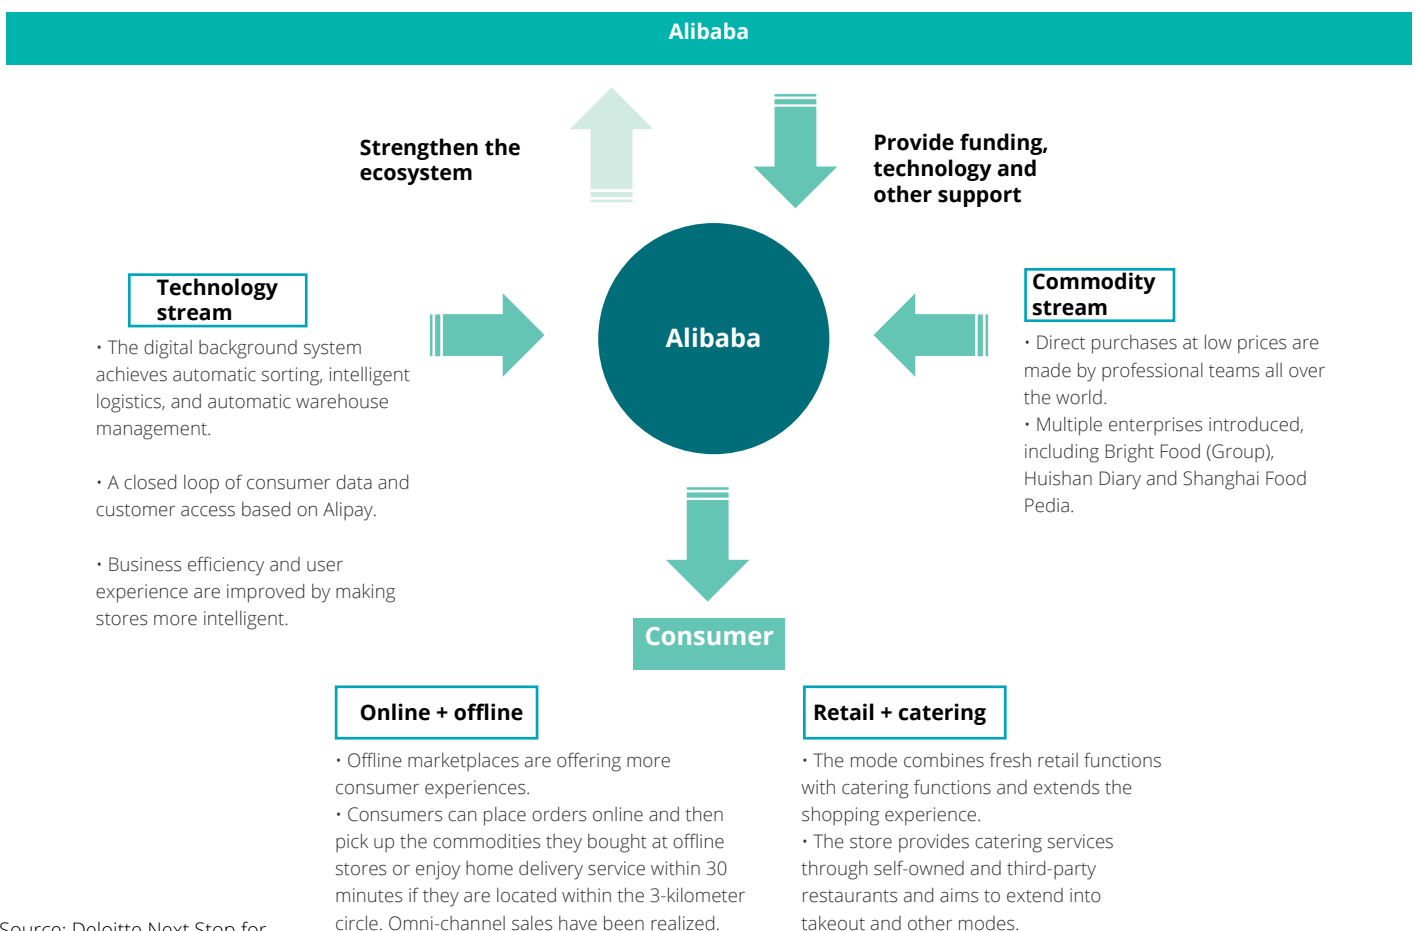 Alibaba
Strengthen the
ecosystem
Provide funding,
technology and
other support
Technology
stream
• The digital background system
achieves automatic sorting, intelligent
logistics, and automatic warehouse
management.
• A closed loop of consumer data and
customer access based on Alipay.
• Business efficiency and user
experience are improved by making
stores more intelligent.
Alibaba
Commodity
stream
• Direct purchases at low prices are
made by professional teams all over
the world.
• Multiple enterprises introduced,
including Bright Food (Group),
Huishan Diary and Shanghai Food
Pedia.
Consumer
Online + offline
• Offline marketplaces are offering more
consumer experiences.
• Consumers can place orders online and then
pick up the commodities they bought at offline
stores or enjoy home delivery service within 30
minutes if they are located within the 3-kilometer
circle. Omni-channel sales have been realized.
Retail + catering
• The mode combines fresh retail functions
with catering functions and extends the
shopping experience.
• The store provides catering services
through self-owned and third-party
restaurants and aims to extend into
takeout and other modes.
Source: Deloitte Next Stop for